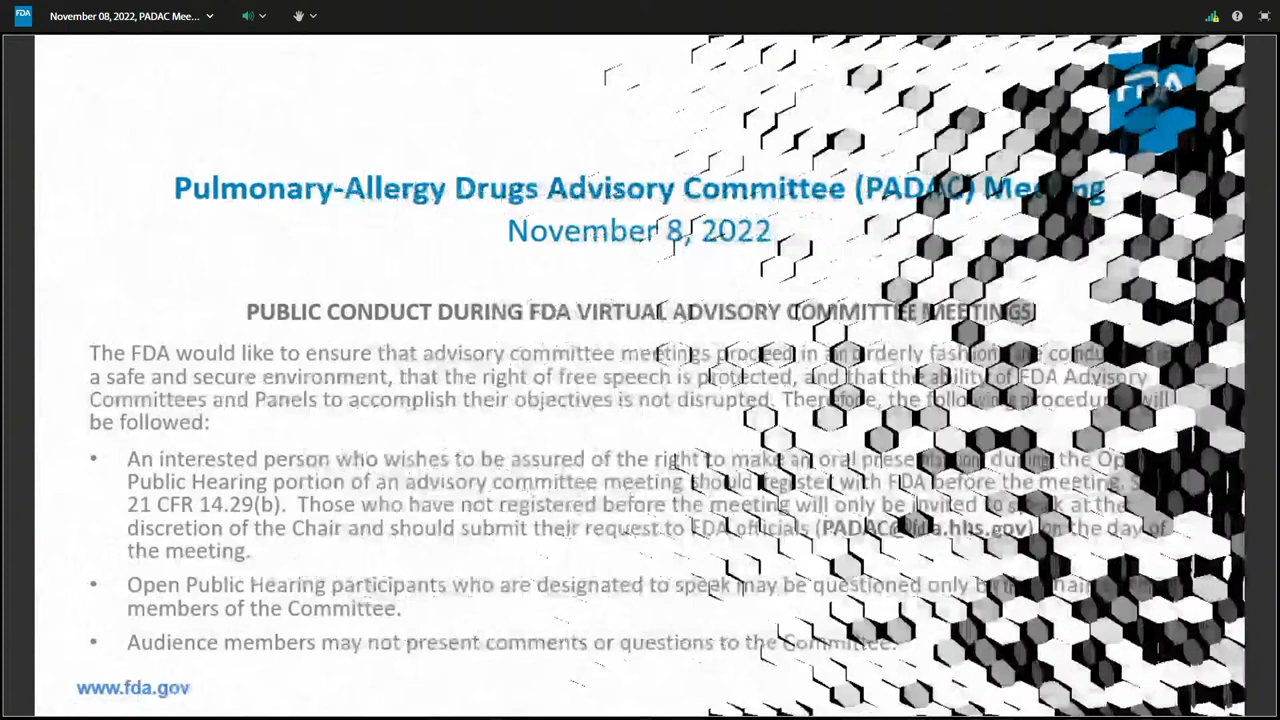 FDA
November 08, 2022, PADAC Mee...
FDA
Pulmonary-Allergy Drugs Advisory Committee (PADAC) Meeting
November 8, 2022
PUBLIC CONDUCT DURING FDA VIRTUAL ADVISORY COMMITTEE MEETINGS
The FDA would like to ensure that advisory committee meetings proceed in an orderly fashion, are
a safe and secure environment, that the right of free speech is protected, and that the ability of FDA Advisory
Committees and Panels to accomplish their objectives is not disrupted. Therefore, the following procedures will
be followed:
• An interested person who wishes to be assured of the right to make an oral presentation during the
Public Hearing portion of an advisory committee meeting should register with FDA before the meeting.
21 CFR 14.29(b). Those who have not registered before the meeting will only be invited to speak at the
discretion of the Chair and should submit their request to FDA officials (PADAC@fda.hhs.gov) on the day of
the meeting.
• Open Public Hearing participants who are designated to speak may be questioned only by the
members of the Committee.
• Audience members may not present comments or questions to the Committee.
www.fda.gov